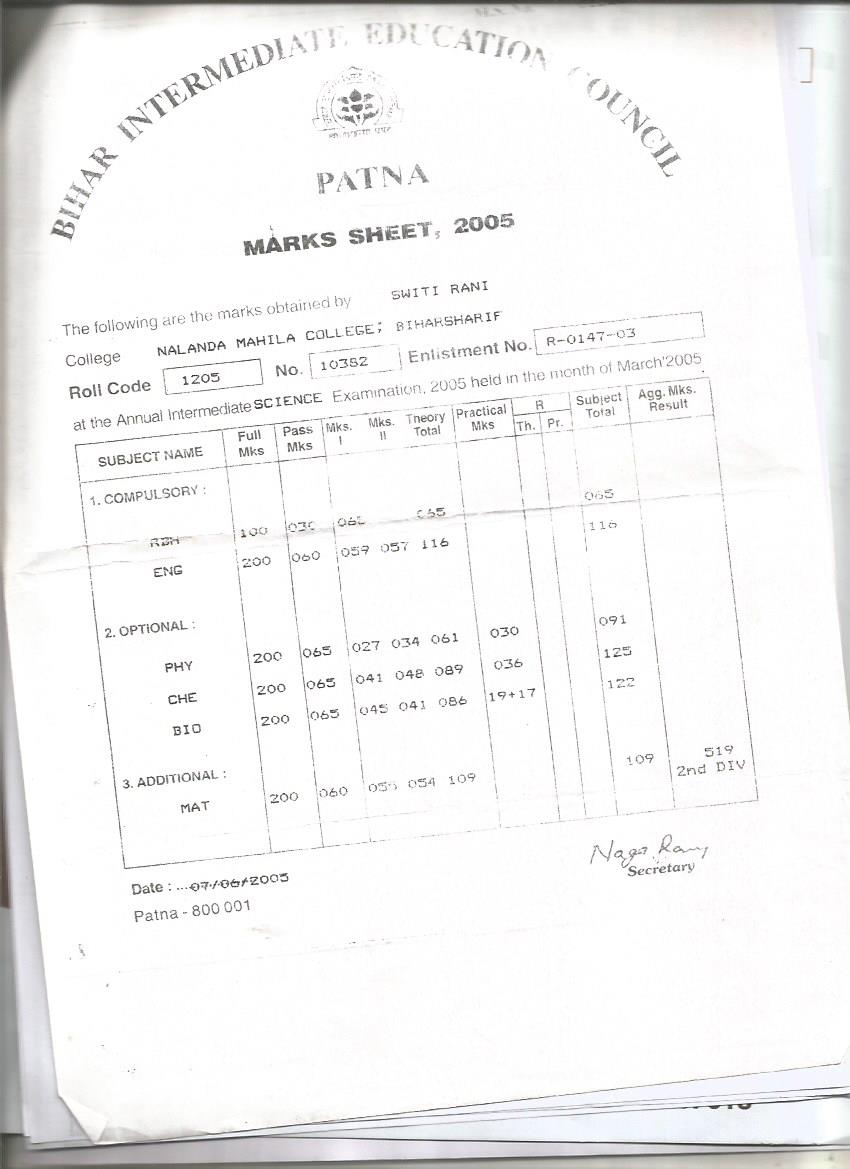 BIHAR INTERMEDIATE EDUCATION COUNCIL
PATNA
MARKS SHEET, 2005
The following are the marks obtained by SWITI RANI
College NALANDA MAHILA COLLEGE; BIHARSHARIF
Roll Code 1205 No. 10382 Enlistment No. R-0147-03
at the Annual Intermediate SCIENCE Examination, 2005 held in the month of March'2005
SUBJECT NAME Full Mks Pass Mks Mks. I Mks. II Theory Total Practical Mks R Th. Pr. Subject Total Agg. Mks. Result
1. COMPULSORY :
RBH 100 030 065 065
ENG 200 060 059 057 116 116
2. OPTIONAL :
PHY 200 065 027 034 061 030 091
CHE 200 065 041 048 089 036 125
BIO 200 065 045 041 086 19+17 122
3. ADDITIONAL :
MAT 200 060 055 054 109 109 519
2nd DIV
Date : ...07/06/2005
Patna - 800 001
Secretary